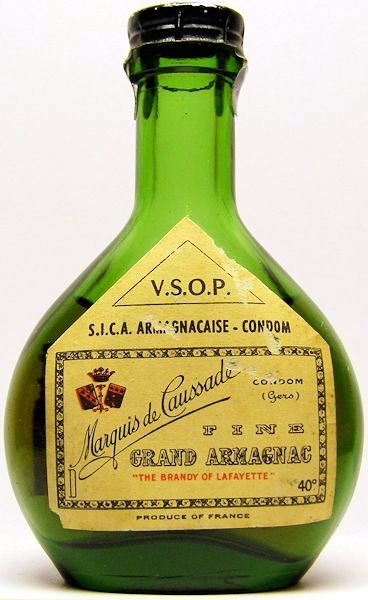 V.S.O.P.
S.I.C.A. ARMAGNACAISE - CONDOM
Marquis de Caussade
CONDOM
(Gers)
FINE
GRAND ARMAGNAC
"THE BRANDY OF LAFAYETTE"
40°
PRODUCE OF FRANCE